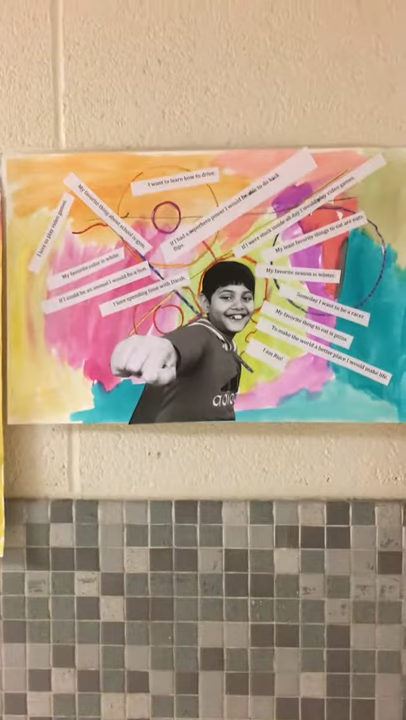 I want to learn how to drive
I love to play video games
My favorite thing about school is gym.
If I had a superhero power I would be able to do back
flips
If I were stuck inside all day I would play video games
My least favorite things to eat are nuts
My favorite color is white
My favorite season is winter
If I could be an animal I would be a lion
I love spending time with
Someday I want to be a racer
My favorite thing to eat is pizza
To make the world a better place I would make life
I am Rez!
adidas